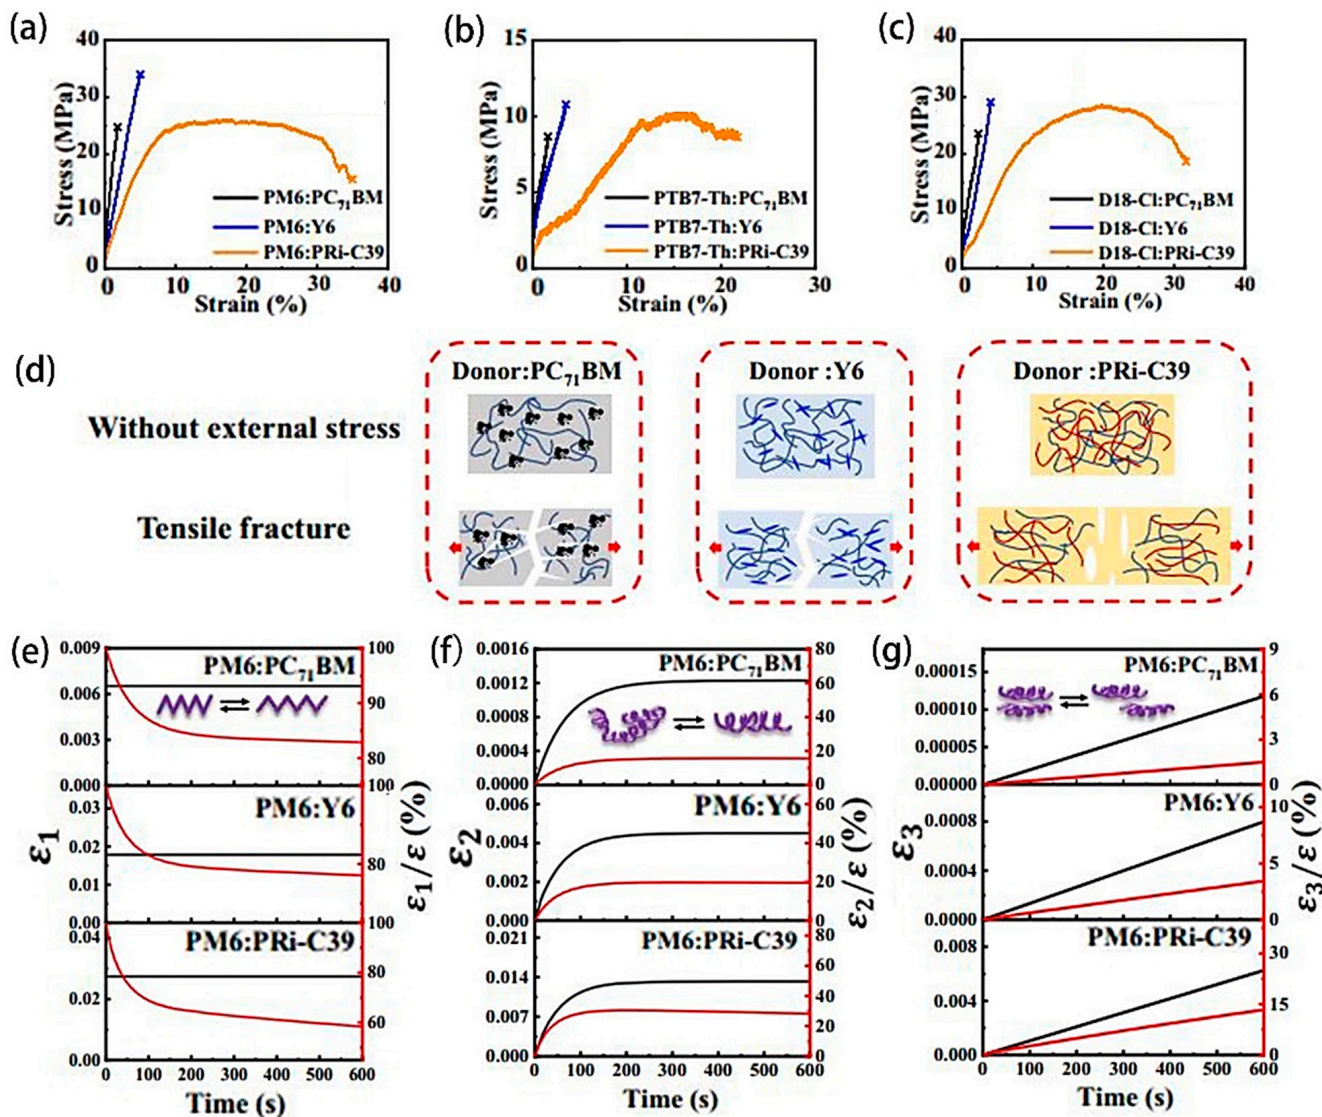 (a)
40
30
20
10
0
Stress (MPa)
PM6:PC₇₁BM
PM6:Y6
PM6:PRi-C39
0 10 20 30 40
Strain (%)
(b)
15
10
5
0
Stress (MPa)
PTB7-Th:PC₇₁BM
PTB7-Th:Y6
PTB7-Th:PRi-C39
0 10 20 30
Strain (%)
(c)
40
30
20
10
0
Stress (MPa)
D18-Cl:PC₇₁BM
D18-Cl:Y6
D18-Cl:PRi-C39
0 10 20 30 40
Strain (%)
(d)
Donor:PC₇₁BM
Donor :Y6
Donor :PRi-C39
Without external stress
Tensile fracture
(e)
0.009
0.006
0.003
0.000
PM6:PC₇₁BM
100
90
80
100
0.03
0.02
0.01
0.00
PM6:Y6
80
100
0.04
0.02
0.00
PM6:PRi-C39
80
60
ε₁
ε₁/ε (%)
0 100 200 300 400 500 600
Time (s)
(f)
0.0016
0.0012
0.0008
0.0004
0.0000
PM6:PC₇₁BM
80
60
40
20
0
0.006
0.004
0.002
0.000
PM6:Y6
60
40
20
0
0.021
0.014
0.007
0.000
PM6:PRi-C39
80
60
40
20
0
ε₂
ε₂/ε (%)
0 100 200 300 400 500 600
Time (s)
(g)
0.00015
0.00010
0.00005
0.00000
PM6:PC₇₁BM
9
6
3
0
0.0008
0.0004
0.0000
PM6:Y6
10
5
0
0.008
0.004
0.000
PM6:PRi-C39
30
15
0
ε₃
ε₃/ε (%)
0 100 200 300 400 500 600
Time (s)